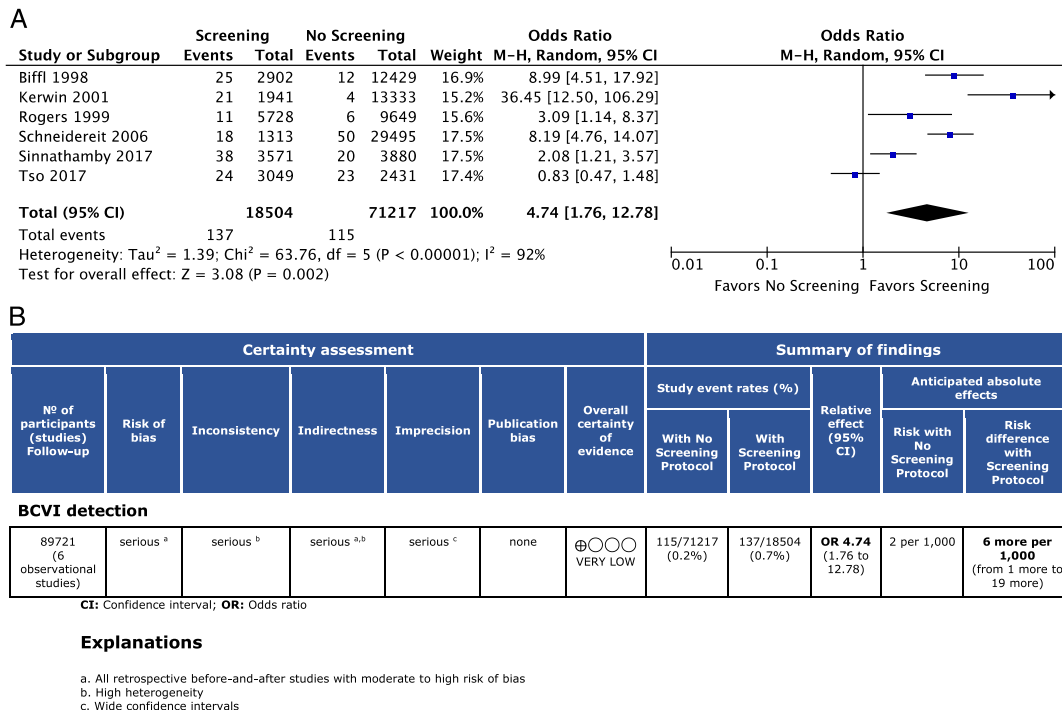 A
Screening No Screening Odds Ratio Odds Ratio
Study or Subgroup Events Total Events Total Weight M-H, Random, 95% CI M-H, Random, 95% CI
Biffl 1998 25 2902 12 12429 16.9% 8.99 [4.51, 17.92]
Kerwin 2001 21 1941 4 13333 15.2% 36.45 [12.50, 106.29]
Rogers 1999 11 5728 6 9649 15.6% 3.09 [1.14, 8.37]
Schneidereit 2006 18 1313 50 29495 17.5% 8.19 [4.76, 14.07]
Sinnathamby 2017 38 3571 20 3880 17.5% 2.08 [1.21, 3.57]
Tso 2017 24 3049 23 2431 17.4% 0.83 [0.47, 1.48]
Total (95% CI) 18504 71217 100.0% 4.74 [1.76, 12.78]
Total events 137 115
Heterogeneity: Tau² = 1.39; Chi² = 63.76, df = 5 (P < 0.00001); I² = 92%
Test for overall effect: Z = 3.08 (P = 0.002)
0.01 0.1 1 10 100
Favors No Screening Favors Screening
B
Certainty assessment
Summary of findings
№ of
participants
(studies)
Follow-up
Risk of
bias
Inconsistency
Indirectness
Imprecision
Publication
bias
Overall
certainty
of
evidence
Study event rates (%)
With No
Screening
Protocol
With
Screening
Protocol
Relative
effect
(95%
CI)
Anticipated absolute
effects
Risk with
No
Screening
Protocol
Risk
difference
with
Screening
Protocol
BCVI detection
89721
(6
observational
studies)
serious a
serious b
serious a,b
serious c
none
⊕◯◯◯
VERY LOW
115/71217
(0.2%)
137/18504
(0.7%)
OR 4.74
(1.76 to
12.78)
2 per 1,000
6 more per
1,000
(from 1 more to
19 more)
CI: Confidence interval; OR: Odds ratio
Explanations
a. All retrospective before-and-after studies with moderate to high risk of bias
b. High heterogeneity
c. Wide confidence intervals